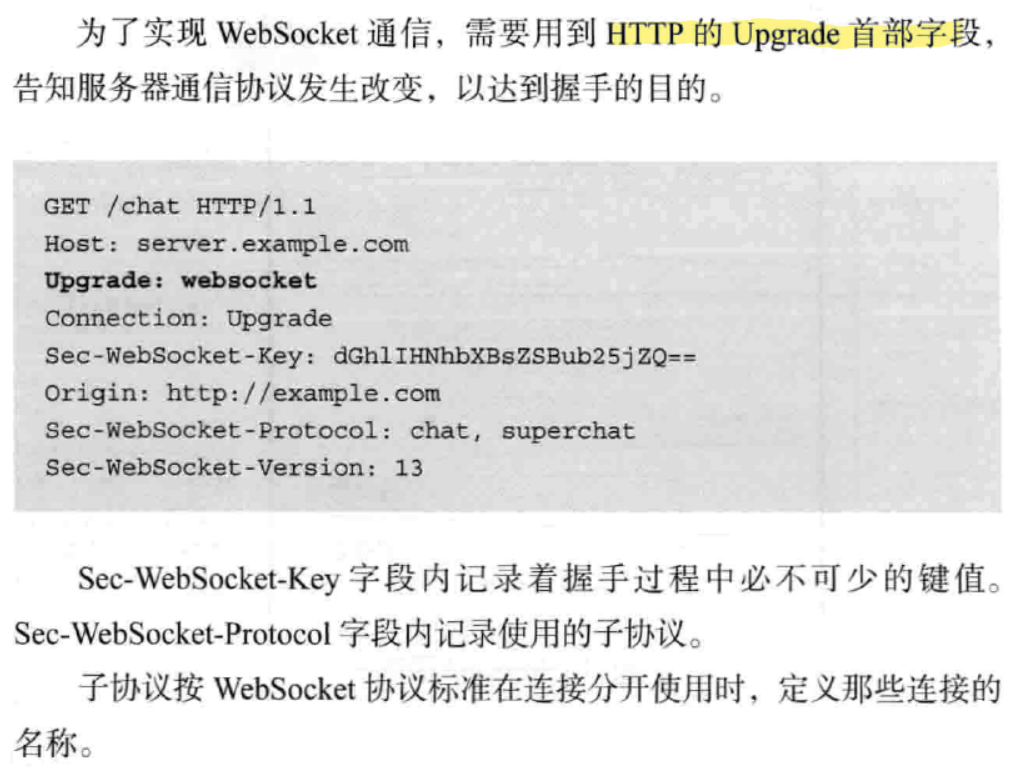 为了实现 WebSocket 通信，需要用到 HTTP 的 Upgrade 首部字段，
告知服务器通信协议发生改变，以达到握手的目的。
GET /chat HTTP/1.1
Host: server.example.com
Upgrade: websocket
Connection: Upgrade
Sec-WebSocket-Key: dGhlIHNhbXBsZSBub25jZQ==
Origin: http://example.com
Sec-WebSocket-Protocol: chat, superchat
Sec-WebSocket-Version: 13
Sec-WebSocket-Key 字段内记录着握手过程中必不可少的键值。
Sec-WebSocket-Protocol 字段内记录使用的子协议。
子协议按 WebSocket 协议标准在连接分开使用时，定义那些连接的
名称。